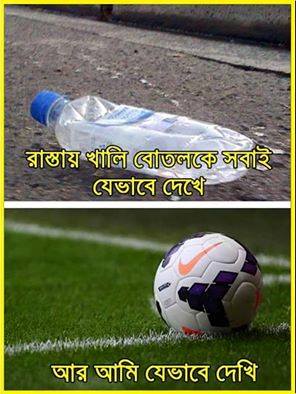 রাস্তায় খালি বোতলকে সবাই
যেভাবে দেখে
আর আমি যেভাবে দেখি